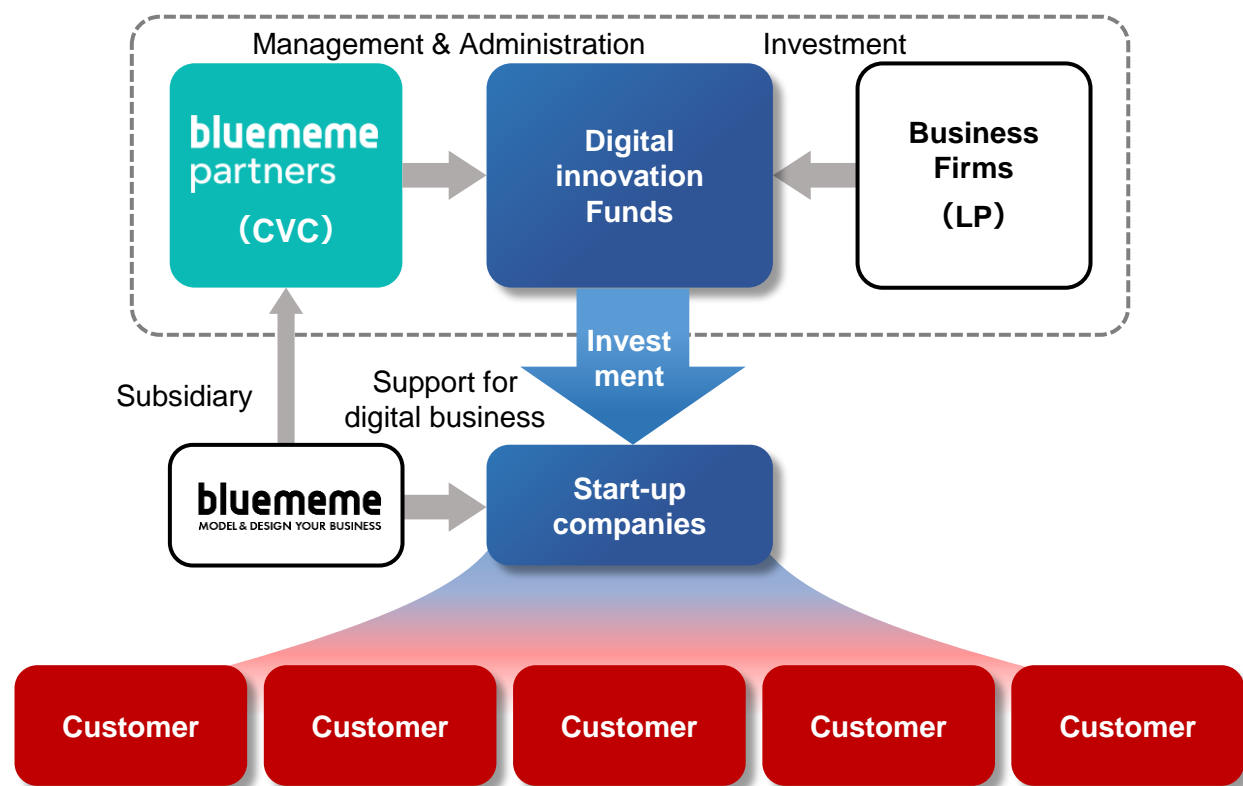 Management & Administration
Investment
bluememe
partners
（CVC）
Digital
innovation
Funds
Business
Firms
（LP）
Invest
ment
Subsidiary
Support for
digital business
bluememe
MODEL & DESIGN YOUR BUSINESS
Start-up
companies
Customer
Customer
Customer
Customer
Customer